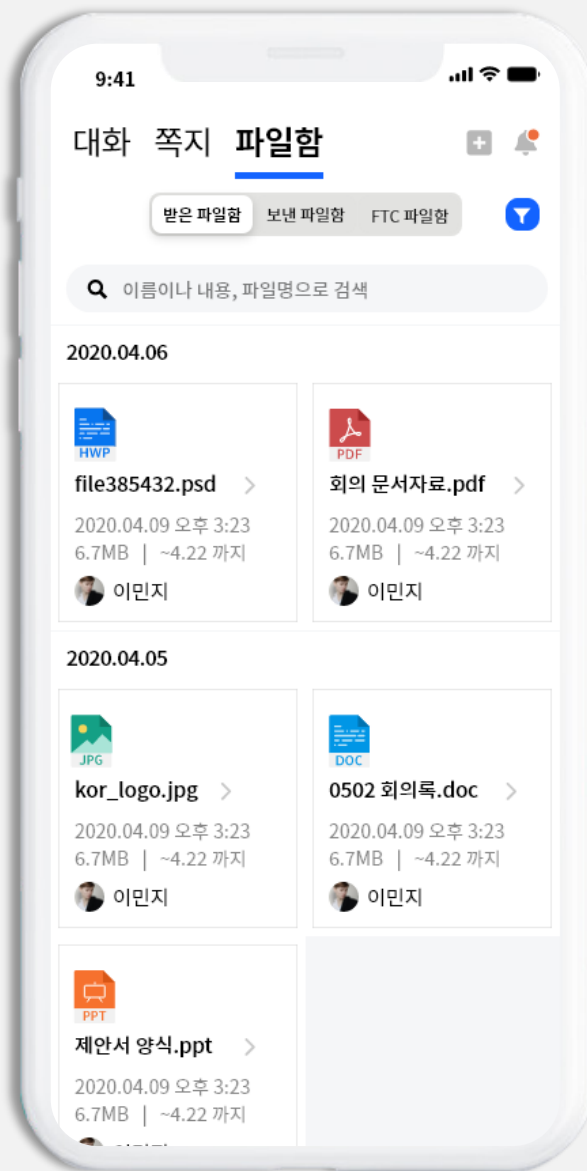 9:41
대화 쪽지 파일함
받은 파일함 보낸 파일함 FTC 파일함
이름이나 내용, 파일명으로 검색
2020.04.06
HWP
file385432.psd
2020.04.09 오후 3:23
6.7MB | ~4.22 까지
이민지
PDF
회의 문서자료.pdf
2020.04.09 오후 3:23
6.7MB | ~4.22 까지
이민지
2020.04.05
JPG
kor_logo.jpg
2020.04.09 오후 3:23
6.7MB | ~4.22 까지
이민지
DOC
0502 회의록.doc
2020.04.09 오후 3:23
6.7MB | ~4.22 까지
이민지
PPT
제안서 양식.ppt
2020.04.09 오후 3:23
6.7MB | ~4.22 까지